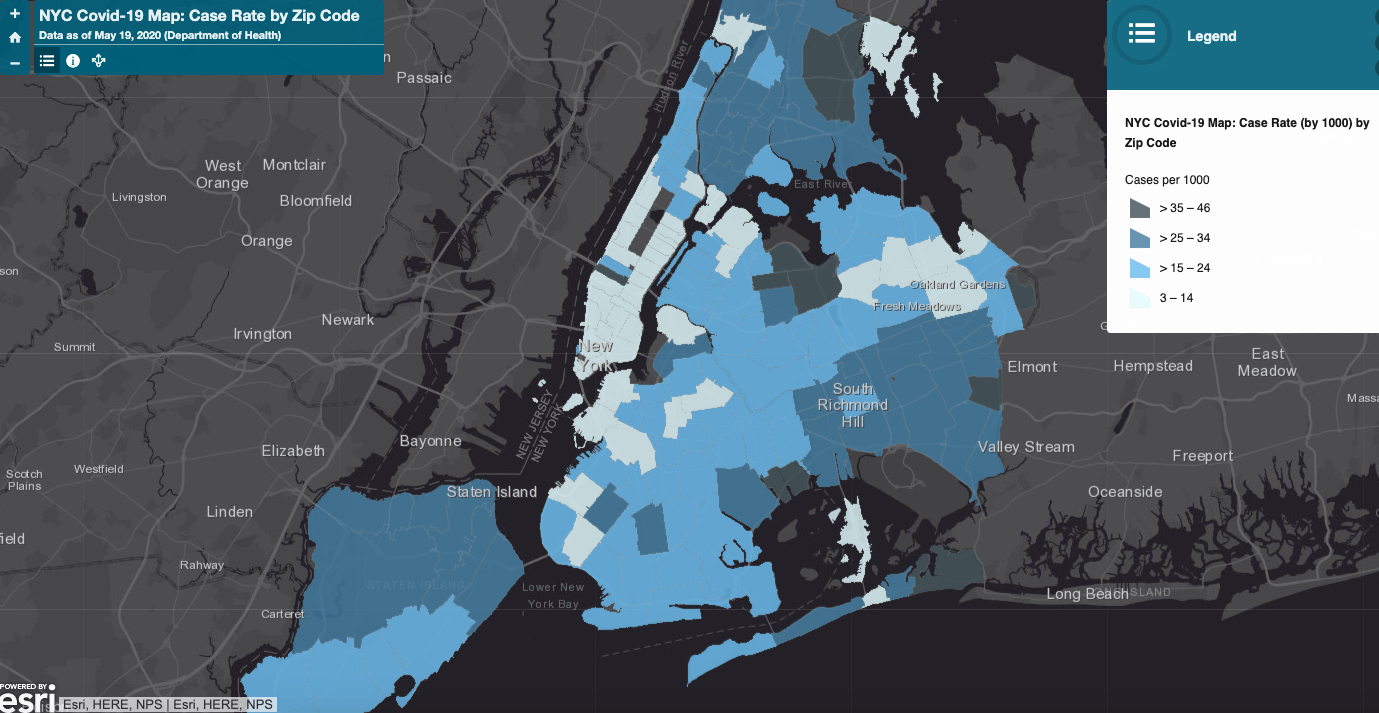 NYC Covid-19 Map: Case Rate by Zip Code
Data as of May 19, 2020 (Department of Health)
Legend
NYC Covid-19 Map: Case Rate (by 1000) by
Zip Code
Cases per 1000
> 35 – 46
> 25 – 34
> 15 – 24
3 – 14
Passaic
Hudson River
West
Orange
Montclair
Livingston
Bloomfield
East River
Orange
son
Oakland Gardens
Fresh Meadows
Newark
Irvington
Summit
New
York
Elmont
Hempstead
East
Meadow
South
Richmond
Hill
Massa
NEW JERSEY
NEW YORK
Bayonne
Elizabeth
Valley Stream
Freeport
Westfield
Scotch
Plains
Staten Island
Oceanside
Linden
ield
Rahway
STATEN ISLAND
Lower New
York Bay
Long Beach
ISLAND
Carteret
POWERED BY
esri
Esri, HERE, NPS | Esri, HERE, NPS